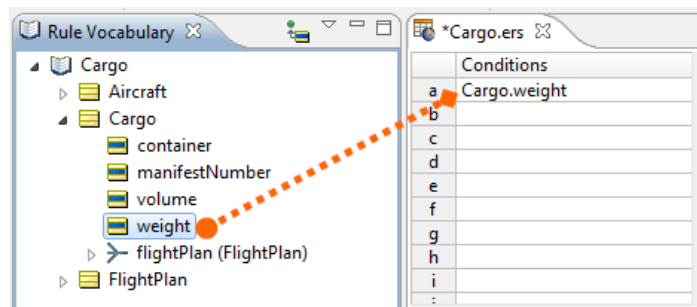 Rule Vocabulary
Cargo
Aircraft
Cargo
container
manifestNumber
volume
weight
flightPlan (FlightPlan)
FlightPlan
*Cargo.ers
Conditions
a Cargo.weight
b
c
d
e
f
g
h
i